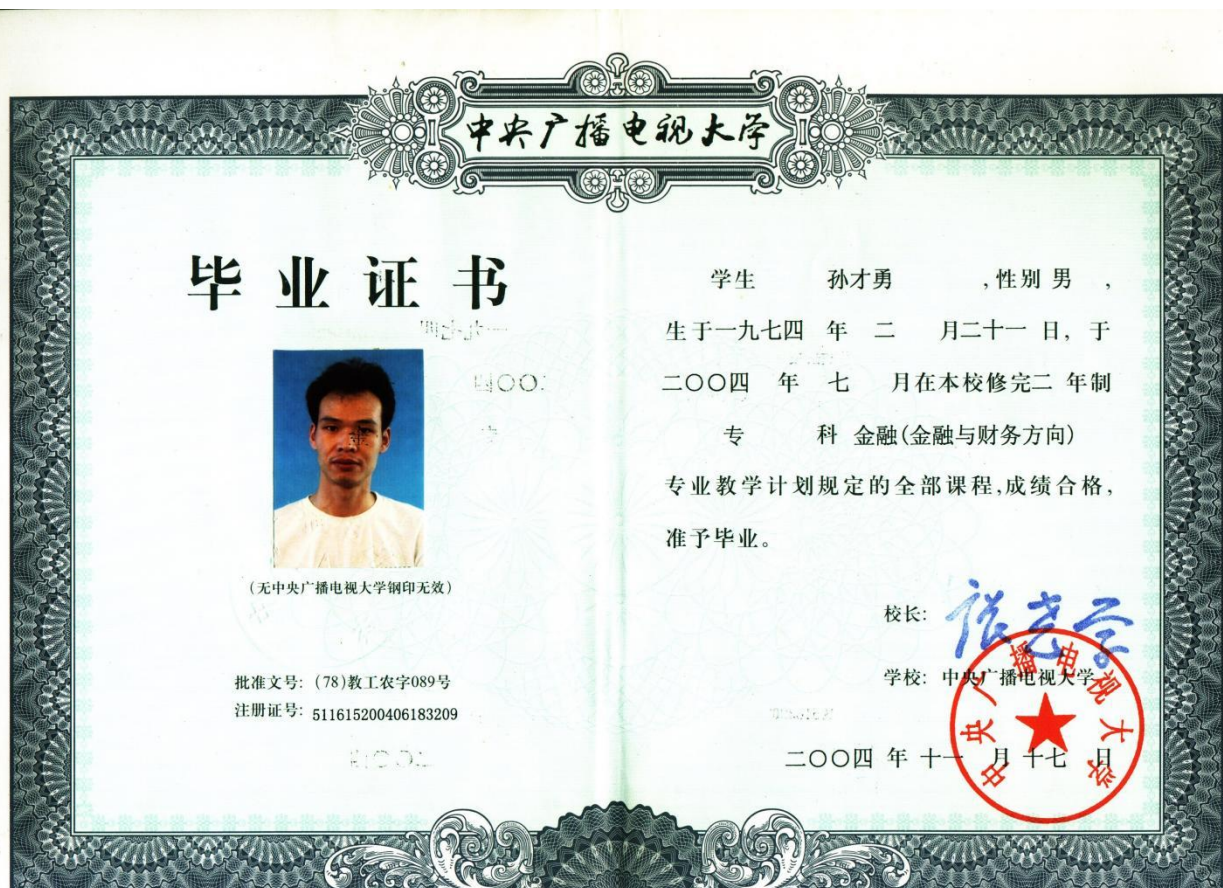 中央广播电视大学
毕业证书
(无中央广播电视大学钢印无效)
批准文号：(78)教工农字089号
注册证号：511615200406183209
学生 孙才勇 ,性别 男 ,
生于一九七四 年 二 月二十一 日, 于
二〇〇四 年 七 月在本校修完二 年制
专 科 金融(金融与财务方向)
专业教学计划规定的全部课程,成绩合格,
准予毕业。
校长：张尧学
学校：中央广播电视大学
二〇〇四 年 十一 月 十七 日
中央广播电视大学